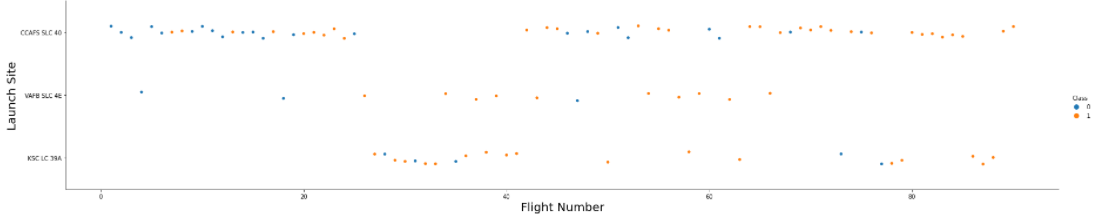 CCAFS SLC 40
VAFB SLC 4E
KSC LC 39A
Launch Site
0
20
40
60
80
Flight Number
Class
0
1